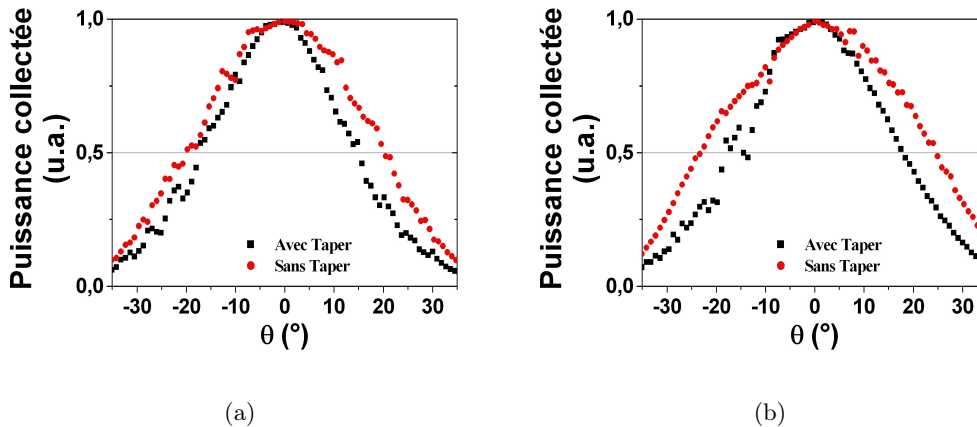 Puissance collectée
(u.a.)
1,0
0,5
0,0
Avec Taper
Sans Taper
-30 -20 -10 0 10 20 30
θ (°)
(a)
Puissance collectée
(u.a.)
1,0
0,5
0,0
Avec Taper
Sans Taper
-30 -20 -10 0 10 20 30
θ (°)
(b)